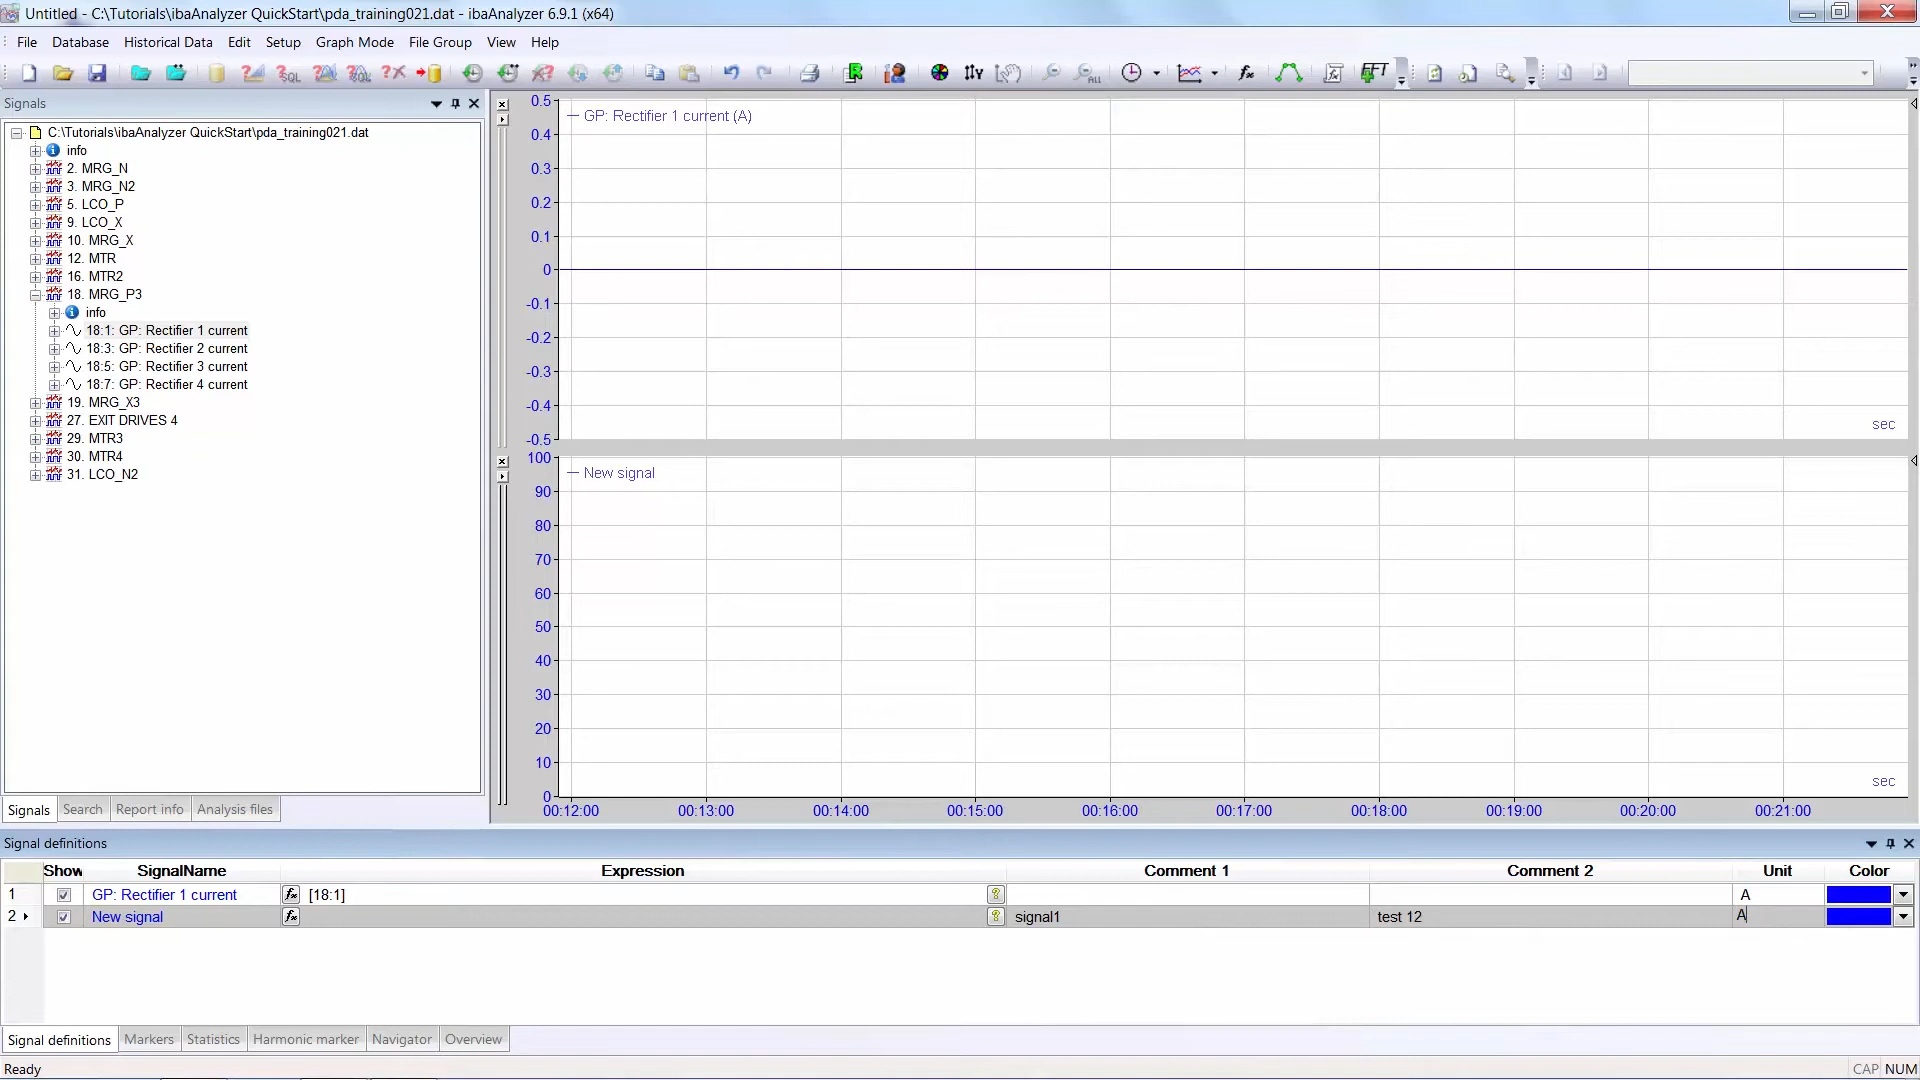 Untitled - C:\Tutorials\ibaAnalyzer QuickStart\pda_training021.dat - ibaAnalyzer 6.9.1 (x64)
File Database Historical Data Edit Setup Graph Mode File Group View Help
SQL SQL ALL fx FFT
Signals
C:\Tutorials\ibaAnalyzer QuickStart\pda_training021.dat
info
2. MRG_N
3. MRG_N2
5. LCO_P
9. LCO_X
10. MRG_X
12. MTR
16. MTR2
18. MRG_P3
info
18:1: GP: Rectifier 1 current
18:3: GP: Rectifier 2 current
18:5: GP: Rectifier 3 current
18:7: GP: Rectifier 4 current
19. MRG_X3
27. EXIT DRIVES 4
29. MTR3
30. MTR4
31. LCO_N2
Signals Search Report info Analysis files
GP: Rectifier 1 current (A)
0.5
0.4
0.3
0.2
0.1
0
-0.1
-0.2
-0.3
-0.4
-0.5
sec
New signal
100
90
80
70
60
50
40
30
20
10
0
sec
00:12:00 00:13:00 00:14:00 00:15:00 00:16:00 00:17:00 00:18:00 00:19:00 00:20:00 00:21:00
Signal definitions
Show SignalName Expression Comment 1 Comment 2 Unit Color
1 GP: Rectifier 1 current fx [18:1] ? A
2 New signal fx ? signal1 test 12 A
Signal definitions Markers Statistics Harmonic marker Navigator Overview
Ready CAP NUM